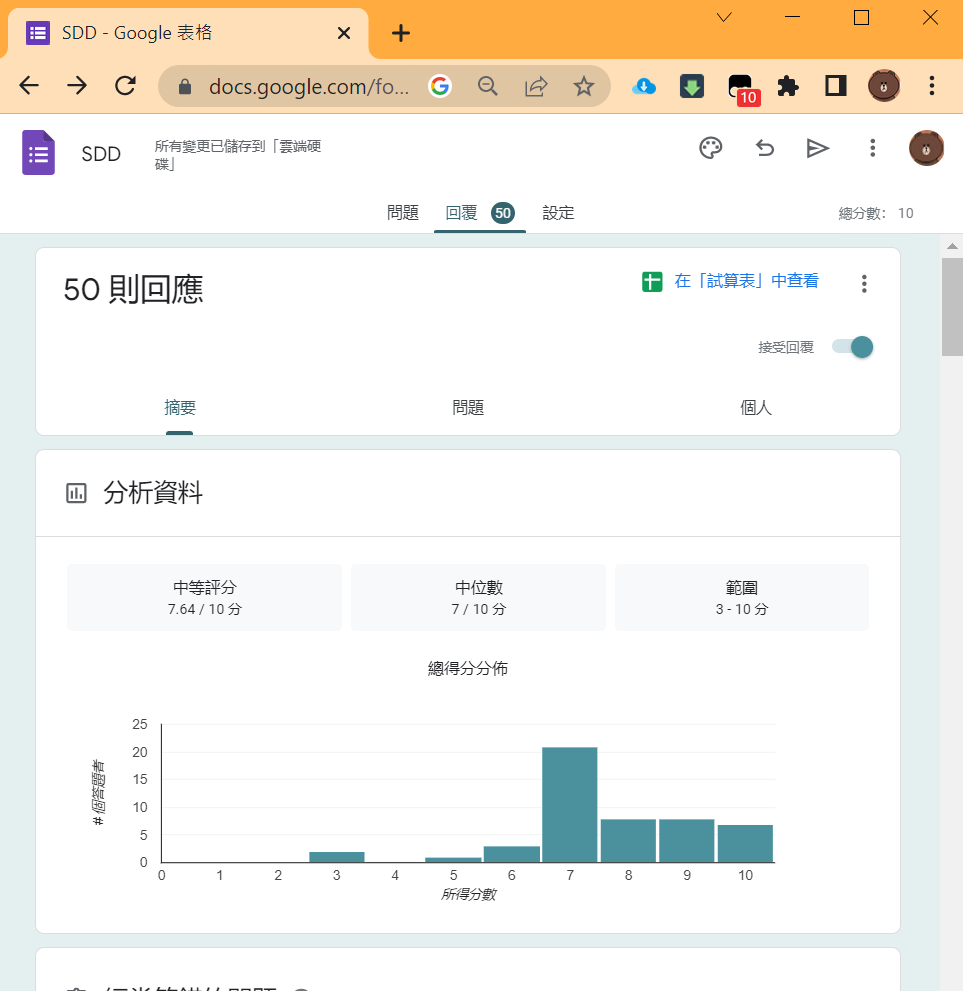 SDD - Google 表格
docs.google.com/fo...
10
SDD
所有變更已儲存到「雲端硬
碟」
問題 回覆 50 設定
總分數: 10
50 則回應
在「試算表」中查看
接受回覆
摘要 問題 個人
分析資料
中等評分 中位數 範圍
7.64 / 10 分 7 / 10 分 3 - 10 分
總得分分佈
25
20
15
10
5
0
# 個答題者
0 1 2 3 4 5 6 7 8 9 10
所得分數